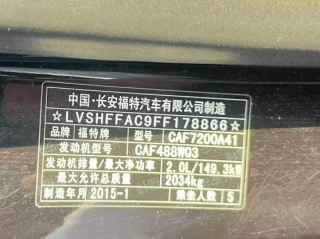 中国·长安福特汽车有限公司制造
☆LVSHFFAC9FF178866☆
品牌 福特牌 型号 CAF7200A41
发动机型号 CAF488WQ3
发动机排量/最大净功率 2.0L/149.3kW
最大允许总质量 2034kg
制造年月 2015-1 乘坐人数 5